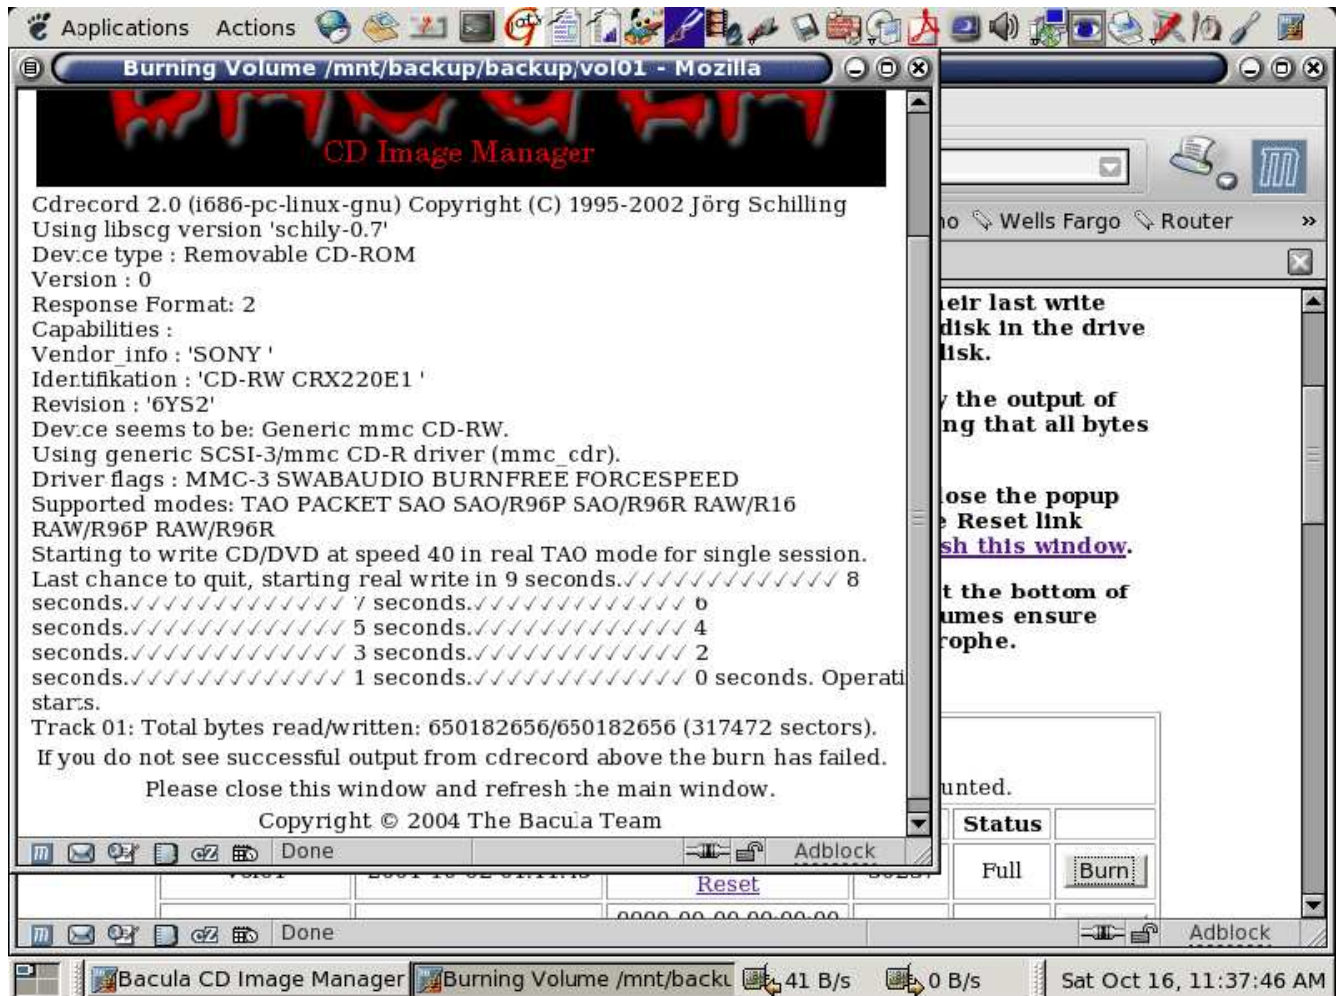 Applications Actions
Burning Volume /mnt/backup/backup/vol01 - Mozilla
BACULA
CD Image Manager
Cdrecord 2.0 (i686-pc-linux-gnu) Copyright (C) 1995-2002 Jörg Schilling
Using libscg version 'schily-0.7'
Device type : Removable CD-ROM
Version : 0
Response Format: 2
Capabilities :
Vendor_info : 'SONY '
Identifikation : 'CD-RW CRX220E1 '
Revision : '6YS2'
Device seems to be: Generic mmc CD-RW.
Using generic SCSI-3/mmc CD-R driver (mmc_cdr).
Driver flags : MMC-3 SWABAUDIO BURNFREE FORCESPEED
Supported modes: TAO PACKET SAO SAO/R96P SAO/R96R RAW/R16
RAW/R96P RAW/R96R
Starting to write CD/DVD at speed 40 in real TAO mode for single session.
Last chance to quit, starting real write in 9 seconds.✓✓✓✓✓✓✓✓✓✓✓✓✓ 8
seconds.✓✓✓✓✓✓✓✓✓✓✓✓✓ 7 seconds.✓✓✓✓✓✓✓✓✓✓✓✓✓ 6
seconds.✓✓✓✓✓✓✓✓✓✓✓✓✓ 5 seconds.✓✓✓✓✓✓✓✓✓✓✓✓✓ 4
seconds.✓✓✓✓✓✓✓✓✓✓✓✓✓ 3 seconds.✓✓✓✓✓✓✓✓✓✓✓✓✓ 2
seconds.✓✓✓✓✓✓✓✓✓✓✓✓✓ 1 seconds.✓✓✓✓✓✓✓✓✓✓✓✓✓ 0 seconds. Operati
starts.
Track 01: Total bytes read/written: 650182656/650182656 (317472 sectors).
If you do not see successful output from cdrecord above the burn has failed.
Please close this window and refresh the main window.
Copyright © 2004 The Bacula Team
Done Adblock
Wells Fargo Router »
eir last write
disk in the drive
lisk.
the output of
ng that all bytes
lose the popup
Reset link
sh this window.
t the bottom of
umes ensure
rophe.
unted.
Status
Reset Full Burn
Done Adblock
Bacula CD Image Manager Burning Volume /mnt/backu 41 B/s 0 B/s Sat Oct 16, 11:37:46 AM